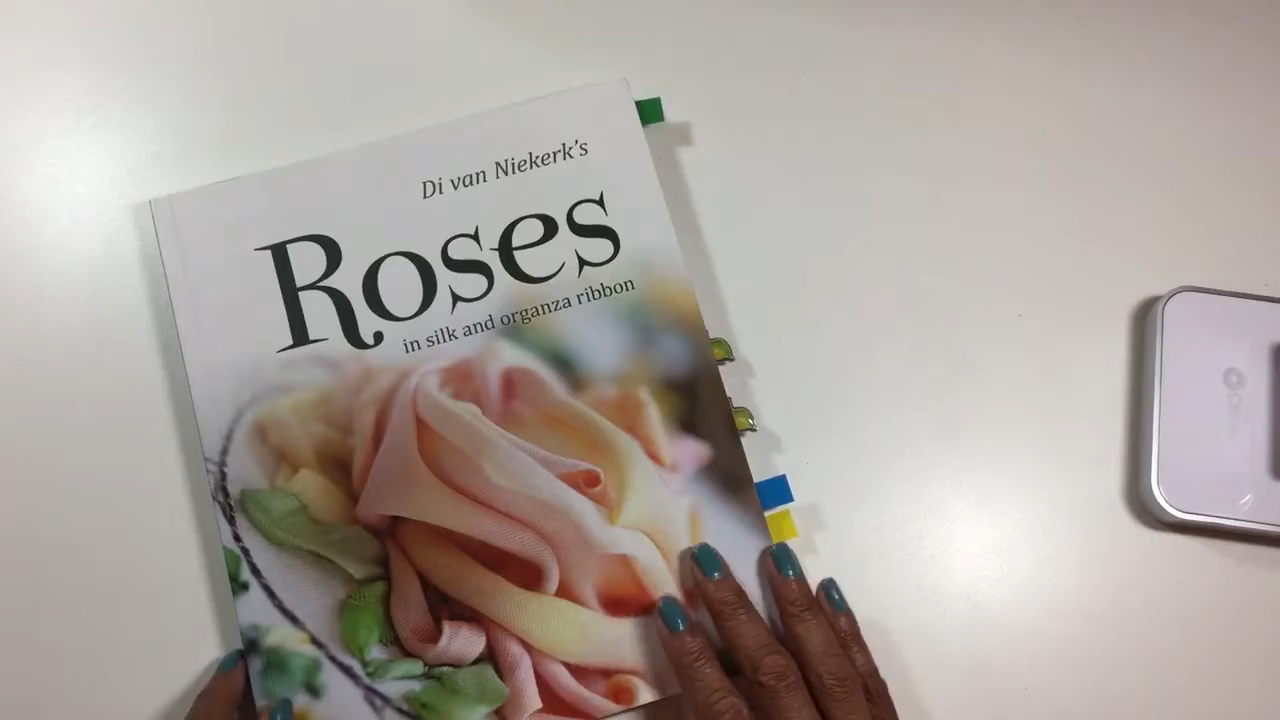 Di van Niekerk's
Roses
in silk and organza ribbon